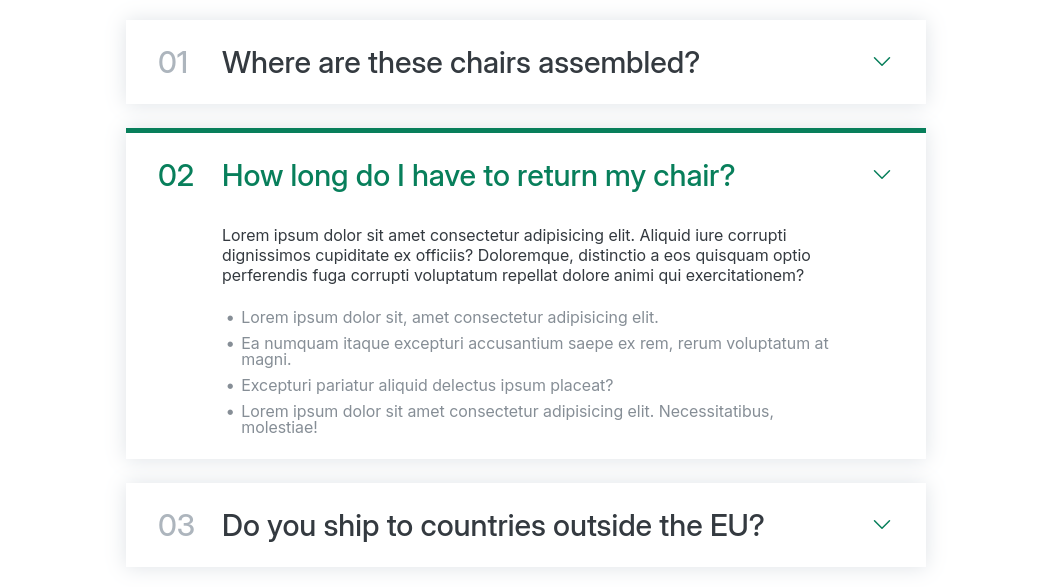 01 Where are these chairs assembled?
02 How long do I have to return my chair?
Lorem ipsum dolor sit amet consectetur adipisicing elit. Aliquid iure corrupti
dignissimos cupiditate ex officiis? Doloremque, distinctio a eos quisquam optio
perferendis fuga corrupti voluptatum repellat dolore animi qui exercitationem?
• Lorem ipsum dolor sit, amet consectetur adipisicing elit.
• Ea numquam itaque excepturi accusantium saepe ex rem, rerum voluptatum at
magni.
• Excepturi pariatur aliquid delectus ipsum placeat?
• Lorem ipsum dolor sit amet consectetur adipisicing elit. Necessitatibus,
molestiae!
03 Do you ship to countries outside the EU?